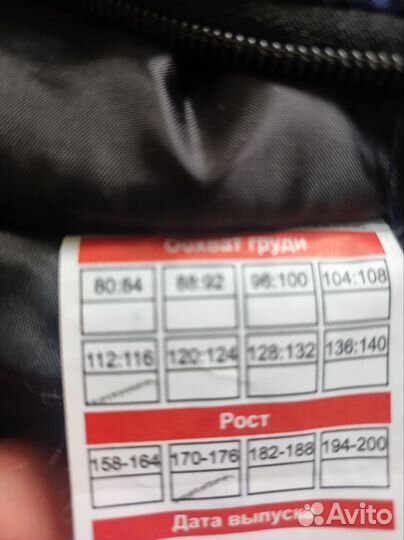 Обхват груди
80:84 88:92 96:100 104:108
112:116 120:124 128:132 136:140
Рост
158-164 170-176 182-188 194-200
Дата выпуска
Avito